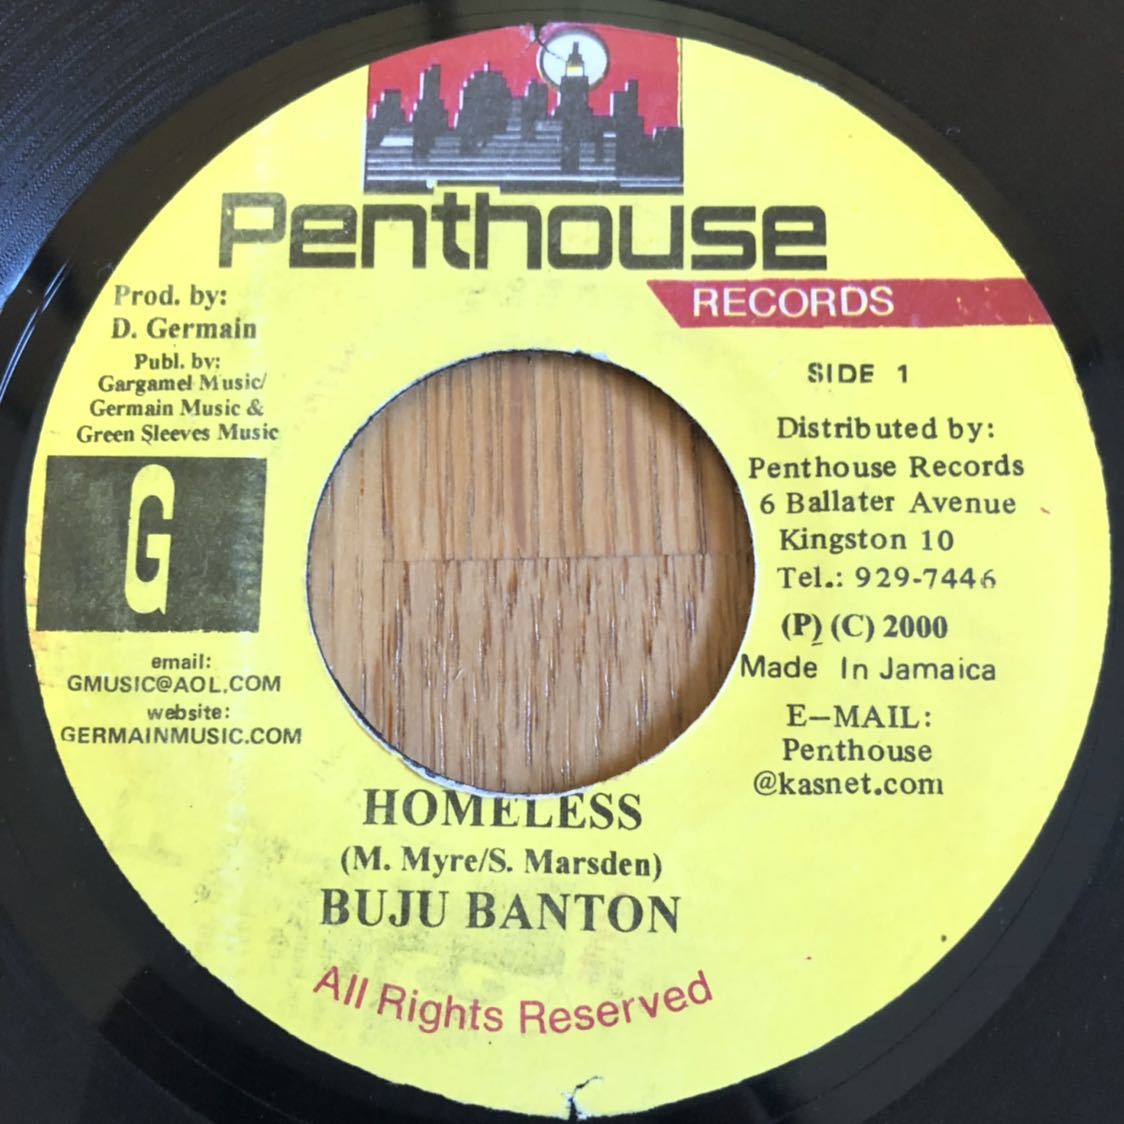 Penthouse
RECORDS
Prod. by:
D. Germain
Publ. by:
Gargamel Music/
Germain Music &
Green Sleeves Music
G
email:
GMUSIC@AOL.COM
website:
GERMAINMUSIC.COM
SIDE 1
Distributed by:
Penthouse Records
6 Ballater Avenue
Kingston 10
Tel.: 929-7446
(P) (C) 2000
Made In Jamaica
E-MAIL:
Penthouse
@kasnet.com
HOMELESS
(M. Myre/S. Marsden)
BUJU BANTON
All Rights Reserved